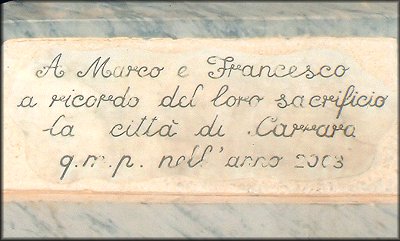 A Marco e Francesco
a ricordo del loro sacrificio
la città di Carrara
q.m.p. nell'anno 2003